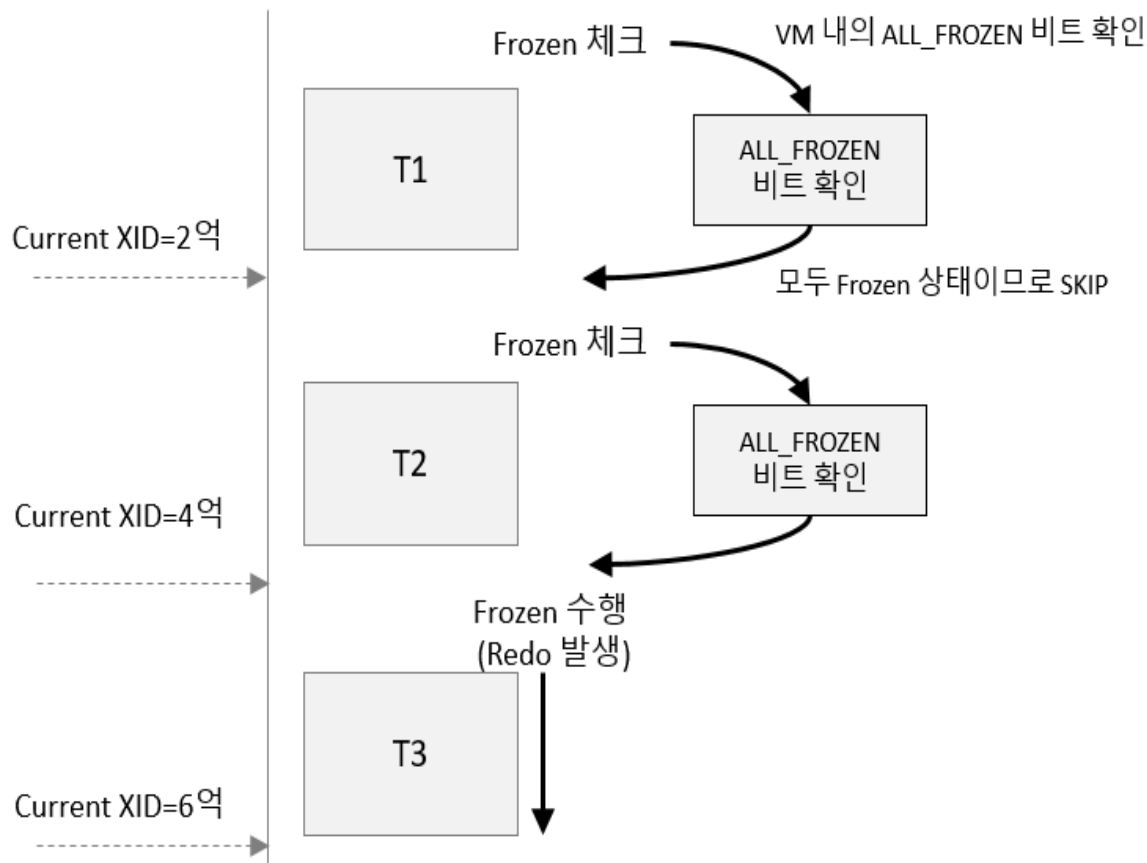 Frozen 체크
VM 내의 ALL_FROZEN 비트 확인
T1
ALL_FROZEN
비트 확인
Current XID=2억
모두 Frozen 상태이므로 SKIP
Frozen 체크
T2
ALL_FROZEN
비트 확인
Current XID=4억
Frozen 수행
(Redo 발생)
T3
Current XID=6억